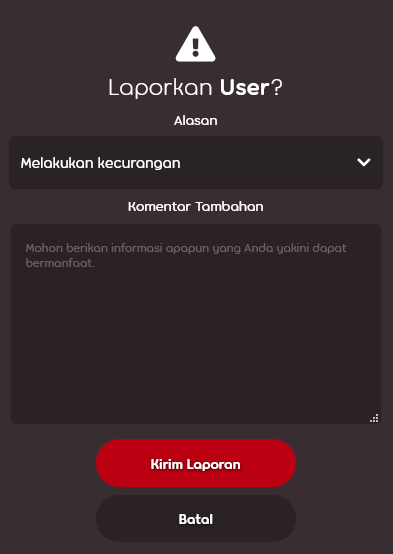 Laporkan User?
Alasan
Melakukan kecurangan
Komentar Tambahan
Mohon berikan informasi apapun yang Anda yakini dapat
bermanfaat.
Kirim Laporan
Batal